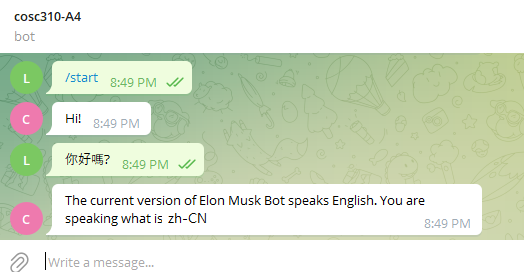 cosc310-A4
bot
L /start 8:49 PM
C Hi! 8:49 PM
L 你好嗎? 8:49 PM
The current version of Elon Musk Bot speaks English. You are
C speaking what is zh-CN 8:49 PM
Write a message...